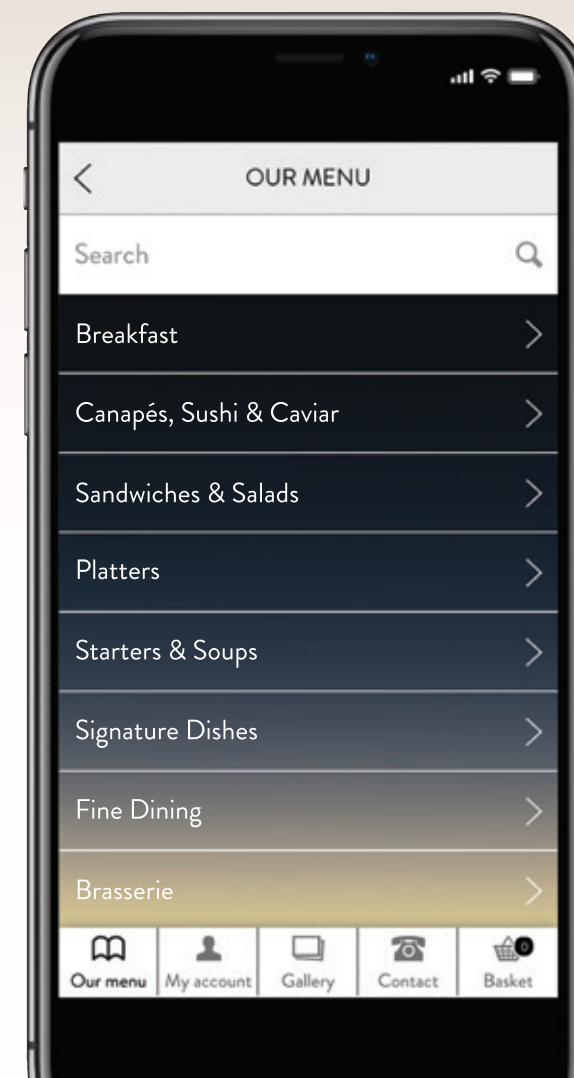 OUR MENU
Search
Breakfast
Canapés, Sushi & Caviar
Sandwiches & Salads
Platters
Starters & Soups
Signature Dishes
Fine Dining
Brasserie
Our menu My account Gallery Contact Basket
0